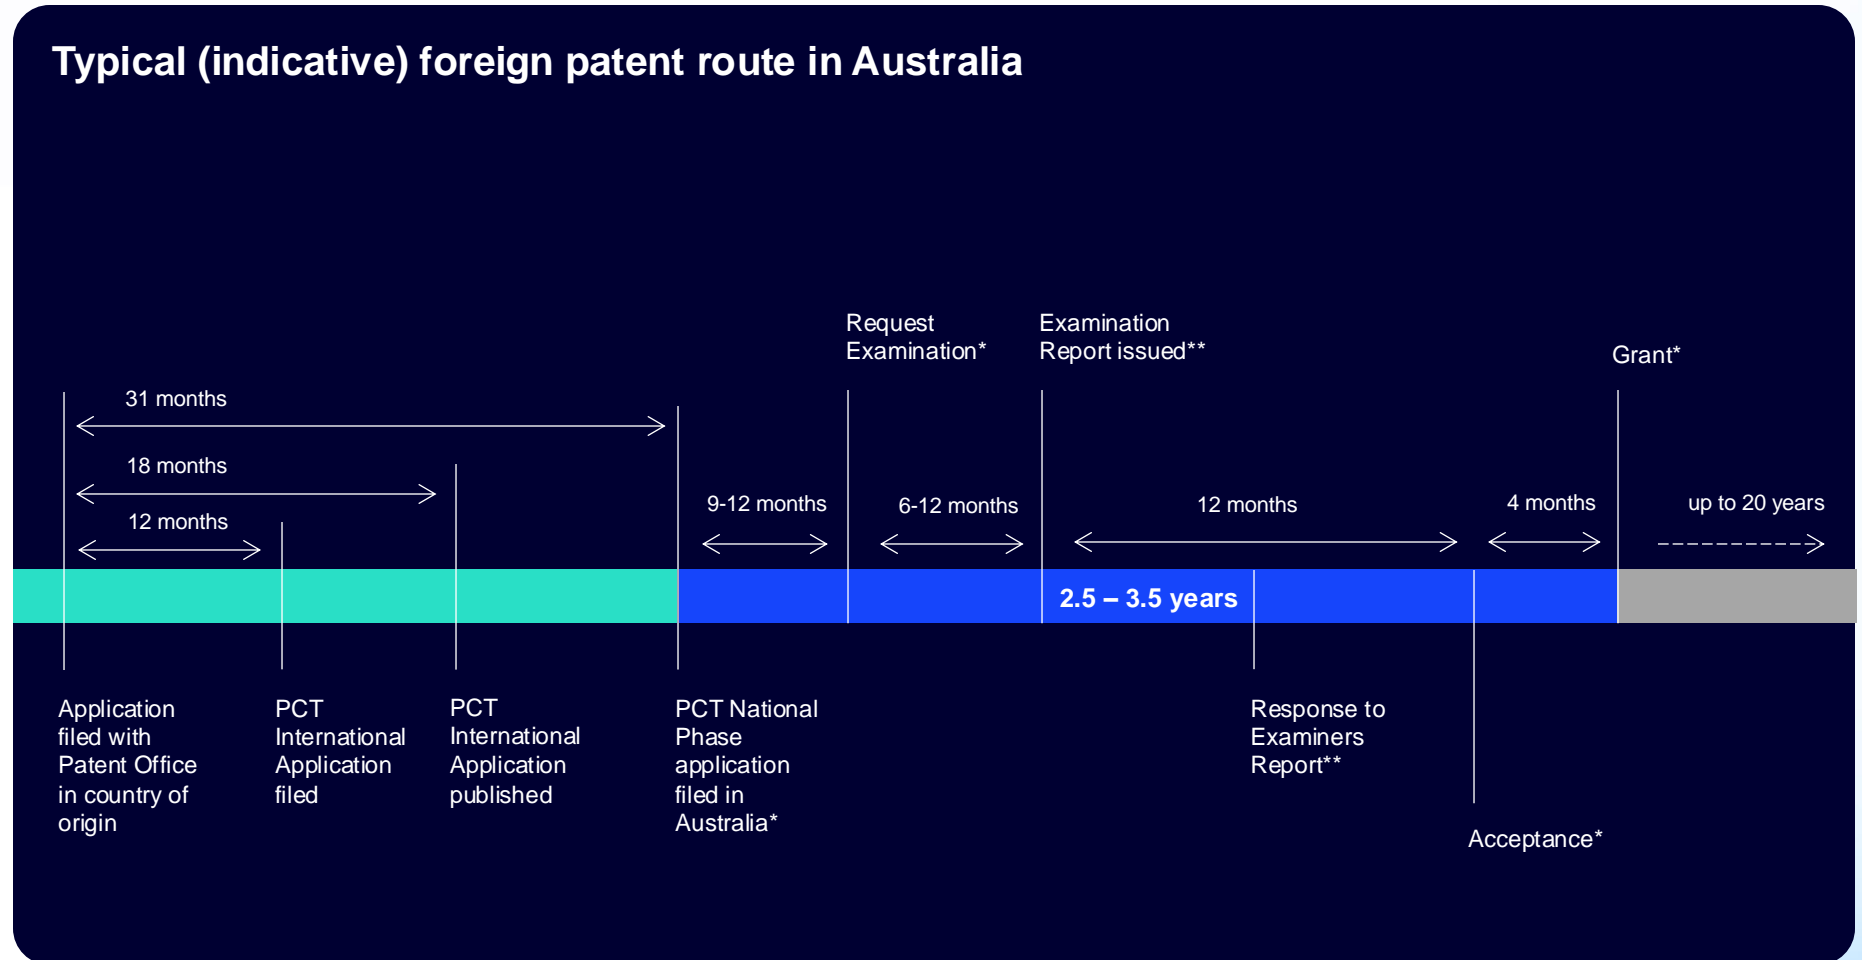 Typical (indicative) foreign patent route in Australia
Request
Examination*
Examination
Report issued**
Grant*
31 months
18 months
12 months
9-12 months
6-12 months
12 months
4 months
up to 20 years
2.5 – 3.5 years
Application
filed with
Patent Office
in country of
origin
PCT
International
Application
filed
PCT
International
Application
published
PCT National
Phase
application
filed in
Australia*
Response to
Examiners
Report**
Acceptance*